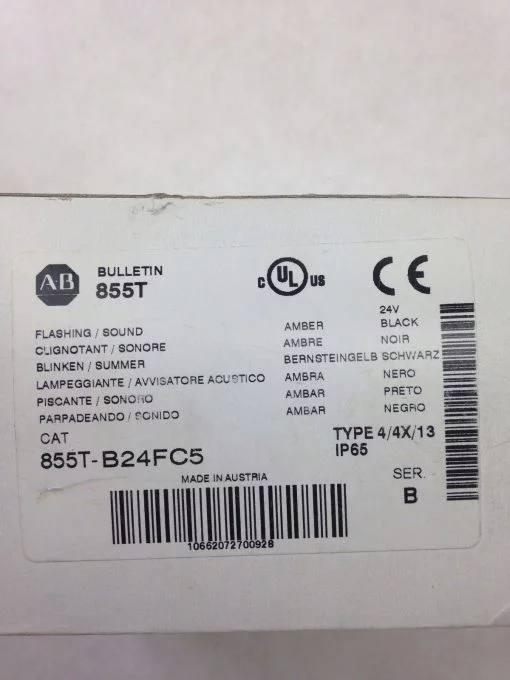 AB
BULLETIN
855T
C UL US
CE
24V
FLASHING / SOUND AMBER BLACK
CLIGNOTANT / SONORE AMBRE NOIR
BLINKEN / SUMMER BERNSTEINGELB SCHWARZ
LAMPEGGIANTE / AVVISATORE ACUSTICO AMBRA NERO
PISCANTE / SONORO AMBAR PRETO
PARPADEANDO / SONIDO AMBAR NEGRO
CAT
855T-B24FC5
TYPE 4/4X/13
IP65
MADE IN AUSTRIA
SER.
B
10662072700928